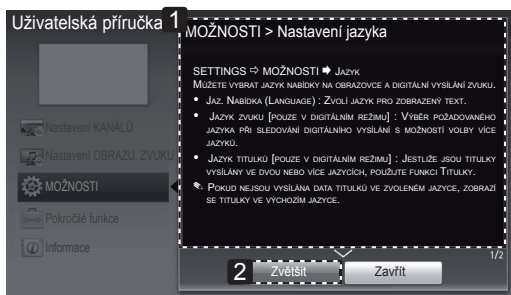 Uživatelská příručka
1
MOŽNOSTI > Nastavení jazyka
SETTINGS ⇨ MOŽNOSTI ➡ Jazyk
Můžete vybrat jazyk nabídky na obrazovce a digitální vysílání zvuku.
• Jaz. Nabídka (Language) : Zvolí jazyk pro zobrazený text.
• Jazyk zvuku [pouze v digitálním režimu] : Výběr požadovaného
jazyka při sledování digitálního vysílání s možností volby více
jazyků.
• Jazyk titulků [pouze v digitálním režimu] : Jestliže jsou titulky
vysílány ve dvou nebo více jazycích, použijte funkci Titulky.
✎ Pokud nejsou vysílána data titulků ve zvoleném jazyce, zobrazí
se titulky ve výchozím jazyce.
Nastavení KANÁLŮ
Nastavení OBRAZU, ZVUKU
MOŽNOSTI
Pokročilé funkce
Informace
1/2
2
Zvětšit
Zavřít